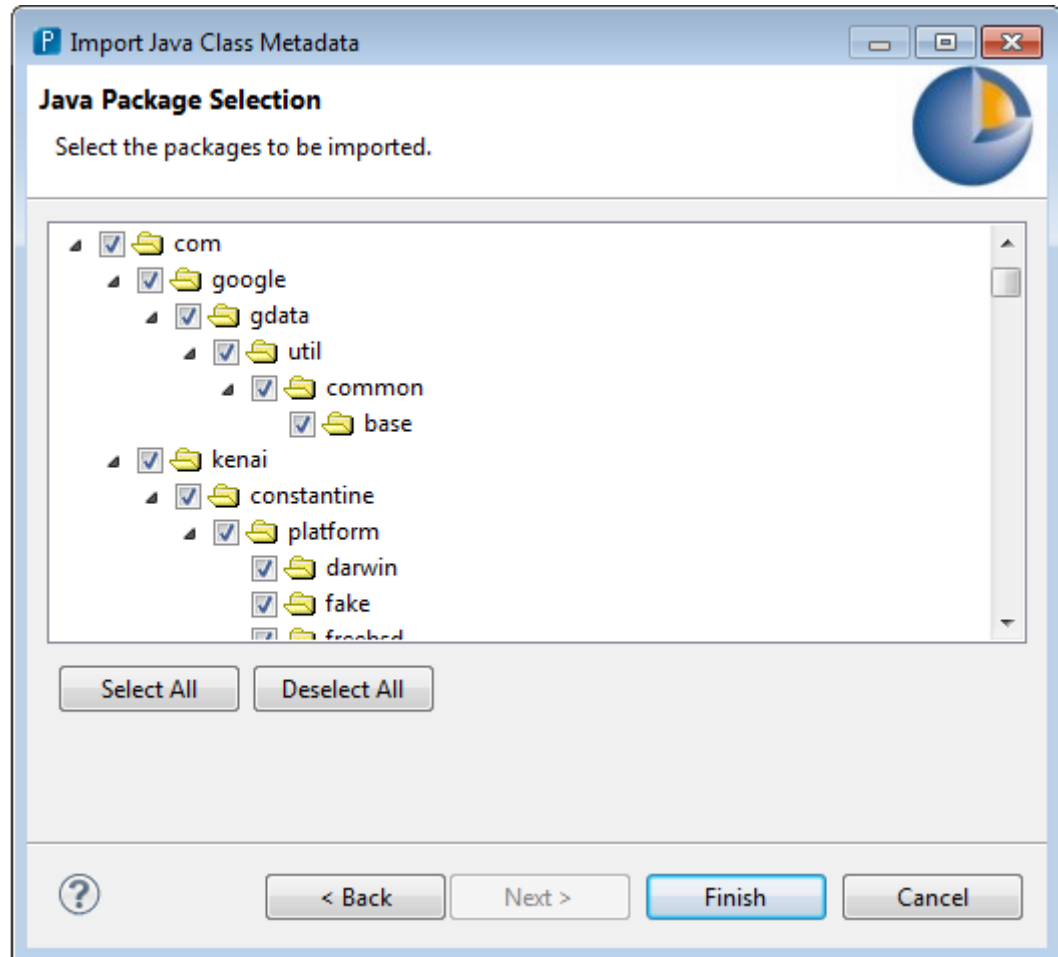 P Import Java Class Metadata
Java Package Selection
Select the packages to be imported.
com
google
gdata
util
common
base
kenai
constantine
platform
darwin
fake
freebsd
Select All Deselect All
? < Back Next > Finish Cancel